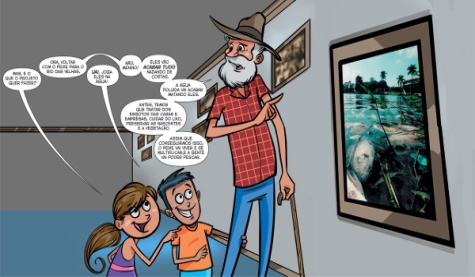 MAS, E O
QUE O PROJETO
QUER FAZER?
ORA, VOLTAR
COM O PEIXE PARA O
RIO DAS VELHAS.
UAI, JOGA
ELES NA
ÁGUA!
NÃO,
MENINO!
ELES VÃO
ACABAR TUDO
NADANDO DE
COSTAS.
A ÁGUA
POLUÍDA VAI ACABAR
MATANDO ELES.
ANTES, TEMOS
QUE TRATAR DOS
ESGOTOS DAS CASAS E
EMPRESAS, CUIDAR DO LIXO,
PRESERVAR AS NASCENTES
E A VEGETAÇÃO.
ASSIM QUE
CONSEGUIRMOS ISSO,
O PEIXE VAI VIVER E SE
MULTIPLICAR E A GENTE
VAI PODER PESCAR.